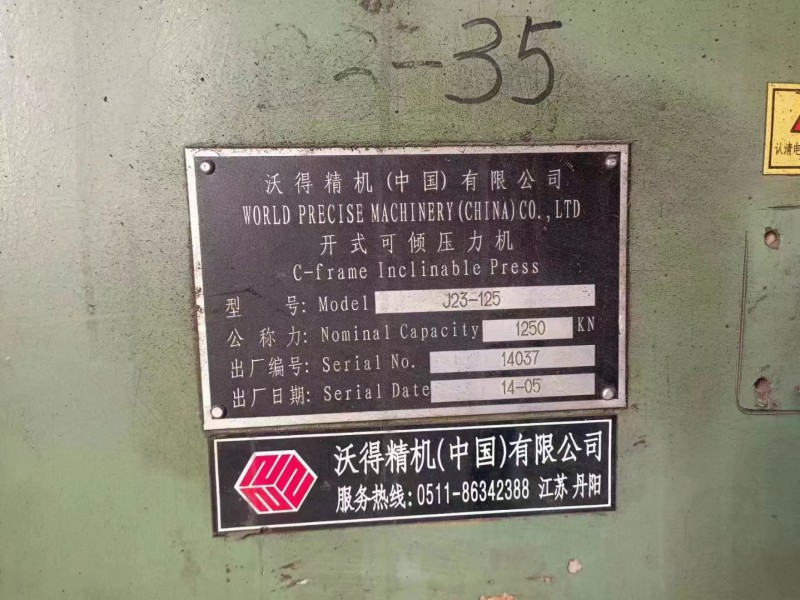 -35
沃得精机(中国)有限公司
WORLD PRECISE MACHINERY(CHINA)CO.,LTD
开式可倾压力机
C-frame Inclinable Press
型 号: Model J23-125
公称力: Nominal Capacity 1250 KN
出厂编号: Serial No. 14037
出厂日期: Serial Date 14-05
沃得精机(中国)有限公司
服务热线:0511-86342388 江苏 丹阳
认清电